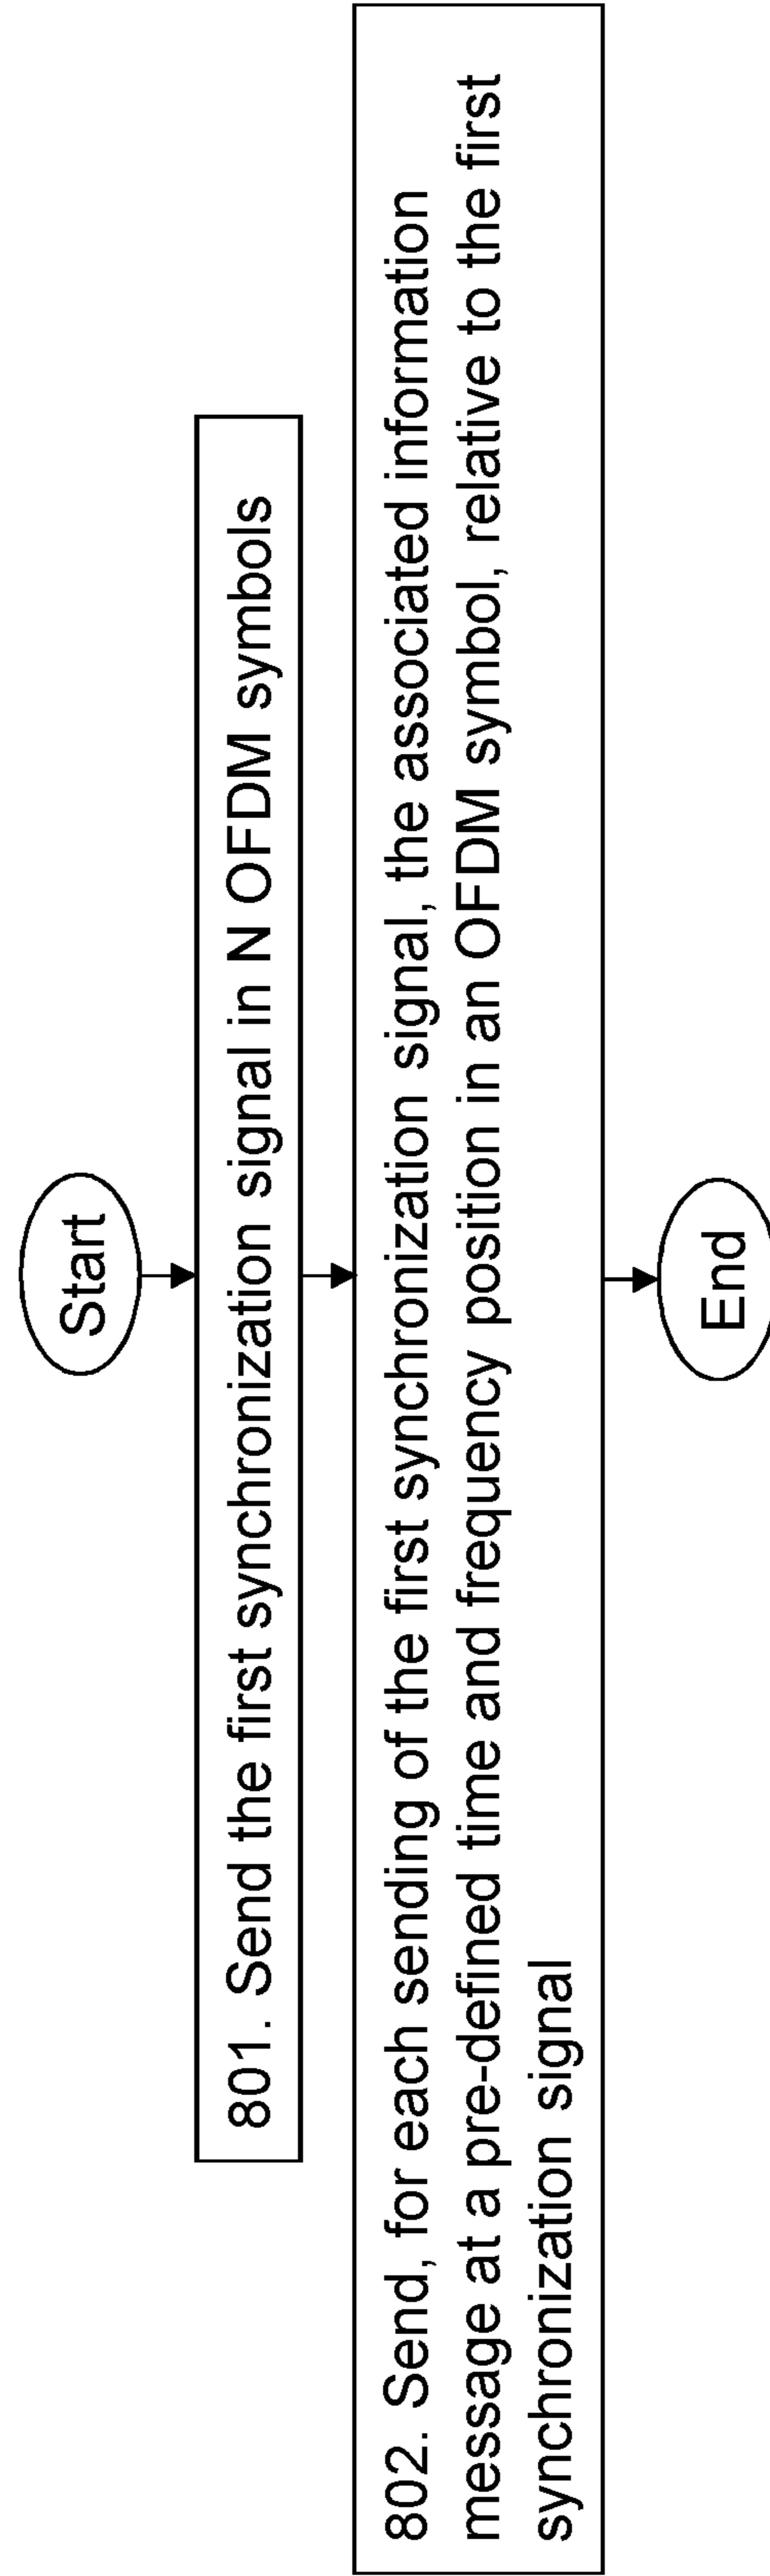 Start
801. Send the first synchronization signal in N OFDM symbols
802. Send, for each sending of the first synchronization signal, the associated information
message at a pre-defined time and frequency position in an OFDM symbol, relative to the first
synchronization signal
End